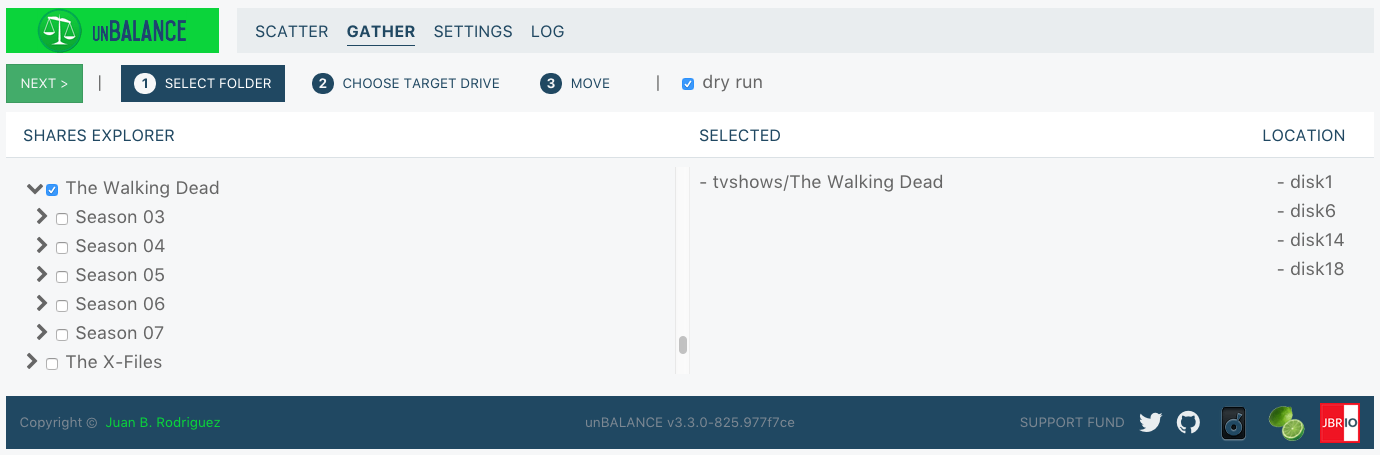 unBALANCE SCATTER GATHER SETTINGS LOG
NEXT > | 1 SELECT FOLDER 2 CHOOSE TARGET DRIVE 3 MOVE | dry run
SHARES EXPLORER SELECTED LOCATION
The Walking Dead - tvshows/The Walking Dead - disk1
Season 03 - disk6
Season 04 - disk14
Season 05 - disk18
Season 06
Season 07
The X-Files
Copyright © Juan B. Rodriguez unBALANCE v3.3.0-825.977f7ce SUPPORT FUND JBRIO